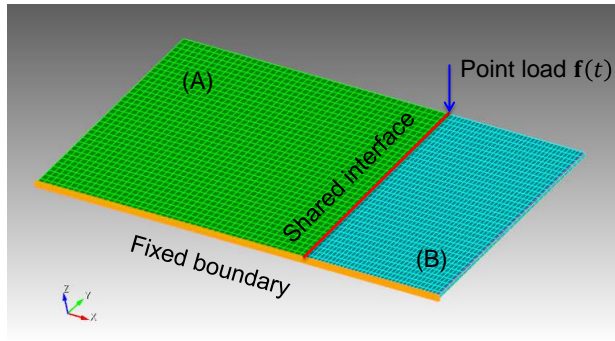 (A)
Point load f(t)
Shared interface
(B)
Fixed boundary
Z
Y
X